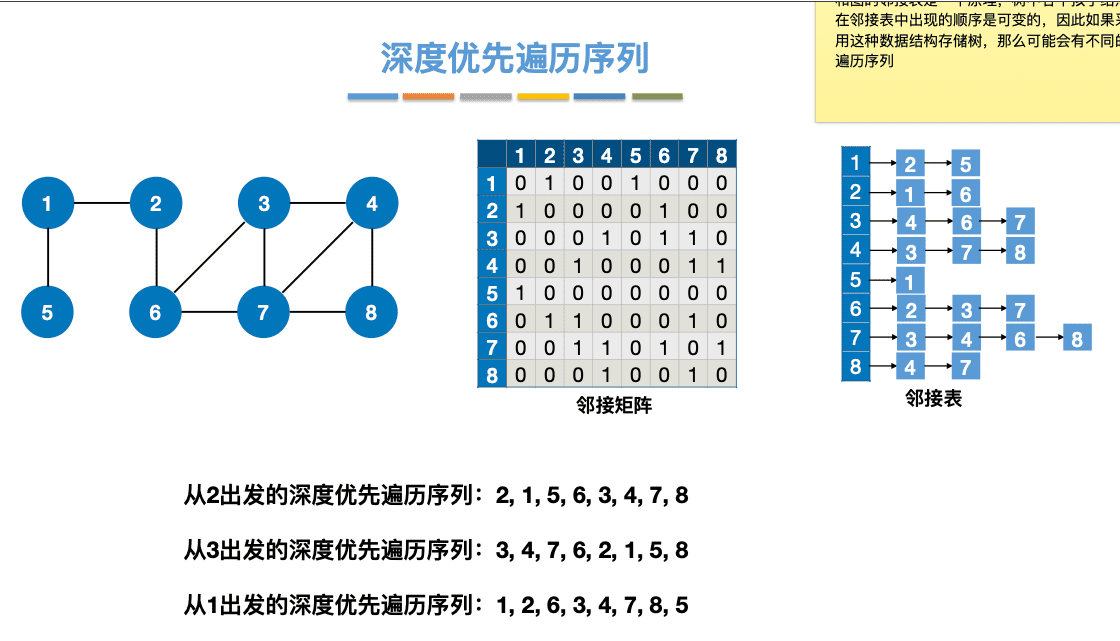 在邻接表中出现的顺序是可变的，因此如果采
用这种数据结构存储树，那么可能会有不同的
遍历序列
深度优先遍历序列
1 2 3 4
5 6 7 8
1 2 3 4 5 6 7 8
1 0 1 0 0 1 0 0 0
2 1 0 0 0 0 1 0 0
3 0 0 0 1 0 1 1 0
4 0 0 1 0 0 0 1 1
5 1 0 0 0 0 0 0 0
6 0 1 1 0 0 0 1 0
7 0 0 1 1 0 1 0 1
8 0 0 0 1 0 0 1 0
邻接矩阵
1 2 5
2 1 6
3 4 6 7
4 3 7 8
5 1
6 2 3 7
7 3 4 6 8
8 4 7
邻接表
从2出发的深度优先遍历序列：2, 1, 5, 6, 3, 4, 7, 8
从3出发的深度优先遍历序列：3, 4, 7, 6, 2, 1, 5, 8
从1出发的深度优先遍历序列：1, 2, 6, 3, 4, 7, 8, 5